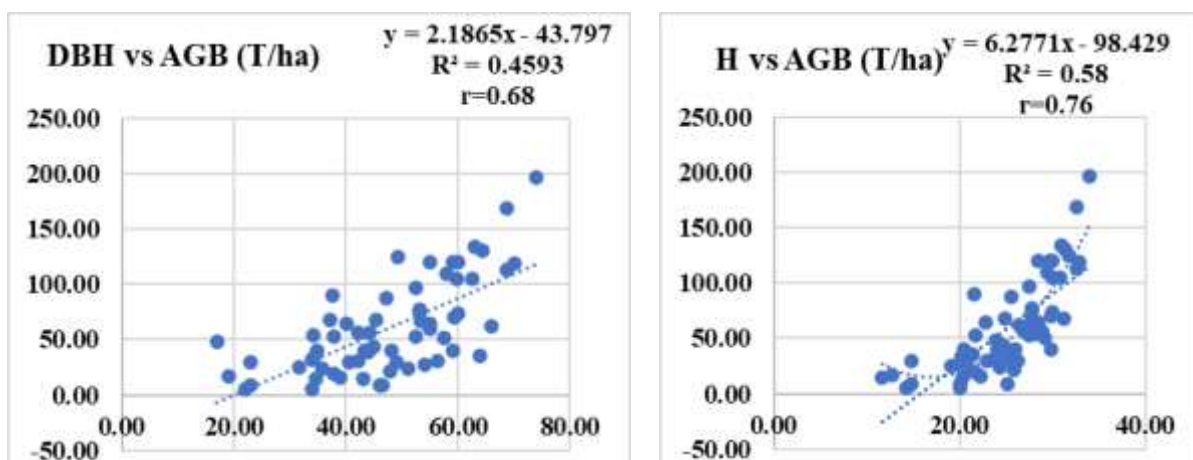 DBH vs AGB (T/ha)
y = 2.1865x - 43.797
R² = 0.4593
r=0.68
250.00
200.00
150.00
100.00
50.00
0.00
-50.00
0.00 20.00 40.00 60.00 80.00
H vs AGB (T/ha)
y = 6.2771x - 98.429
R² = 0.58
r=0.76
250.00
200.00
150.00
100.00
50.00
0.00
-50.00
0.00 20.00 40.00